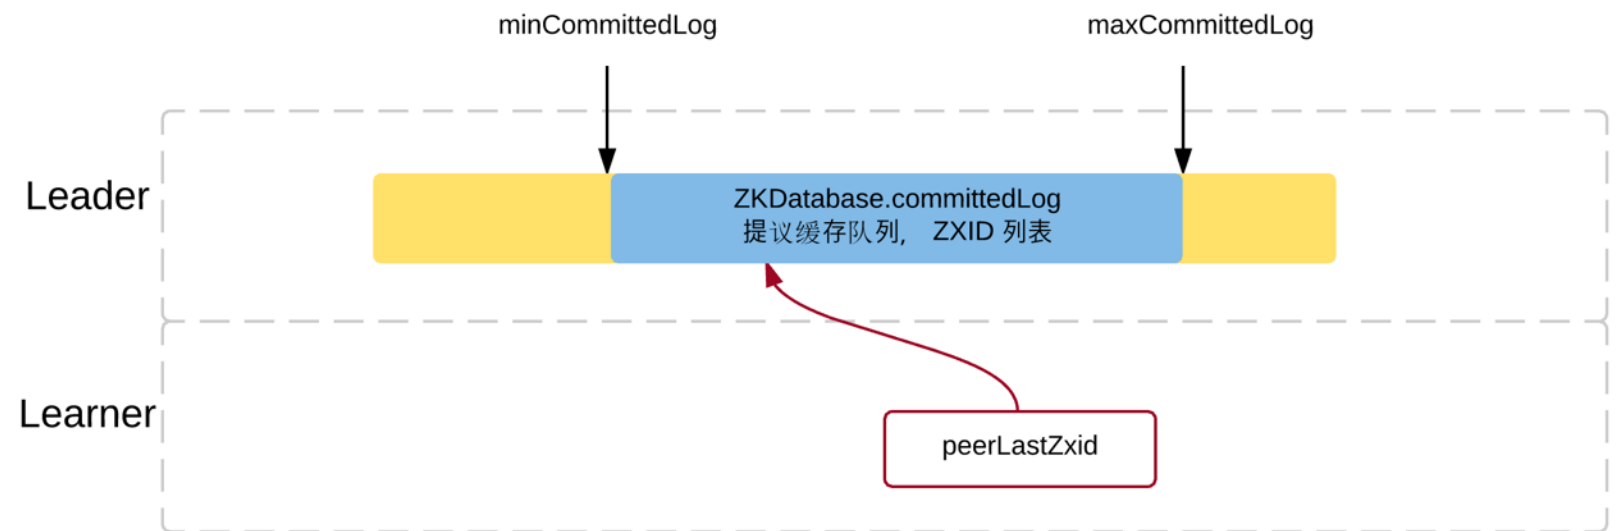 minCommittedLog
maxCommittedLog
Leader
ZKDatabase.committedLog
提议缓存队列, ZXID 列表
Learner
peerLastZxid